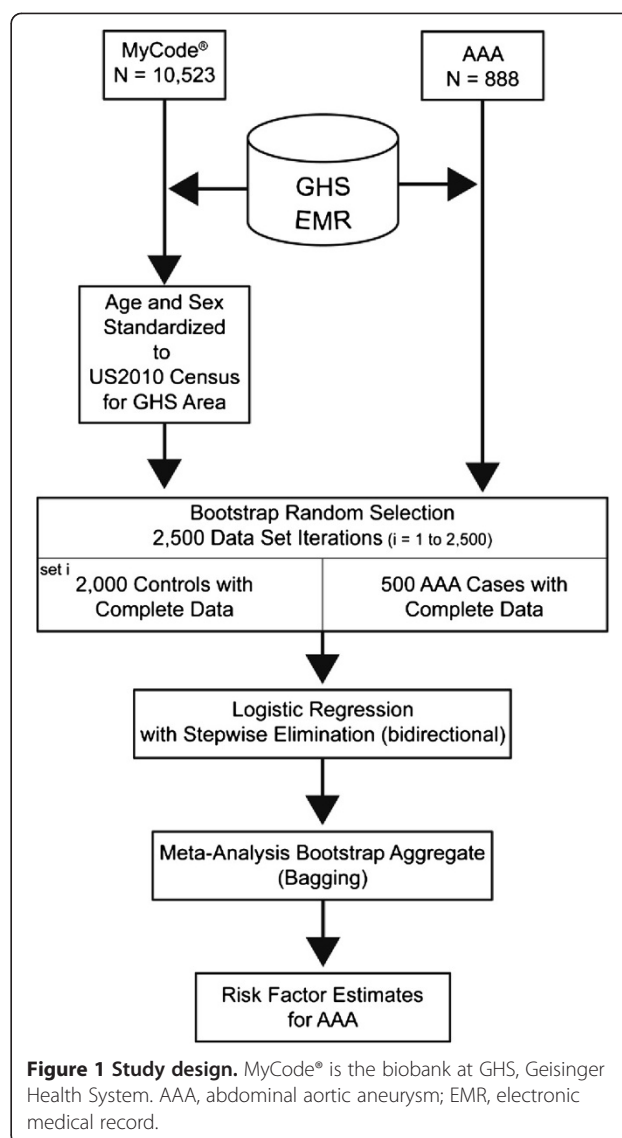 MyCode®
N = 10,523
AAA
N = 888
GHS
EMR
Age and Sex
Standardized
to
US2010 Census
for GHS Area
Bootstrap Random Selection
2,500 Data Set Iterations (i = 1 to 2,500)
set i
2,000 Controls with
Complete Data
500 AAA Cases with
Complete Data
Logistic Regression
with Stepwise Elimination (bidirectional)
Meta-Analysis Bootstrap Aggregate
(Bagging)
Risk Factor Estimates
for AAA
Figure 1 Study design. MyCode® is the biobank at GHS, Geisinger
Health System. AAA, abdominal aortic aneurysm; EMR, electronic
medical record.